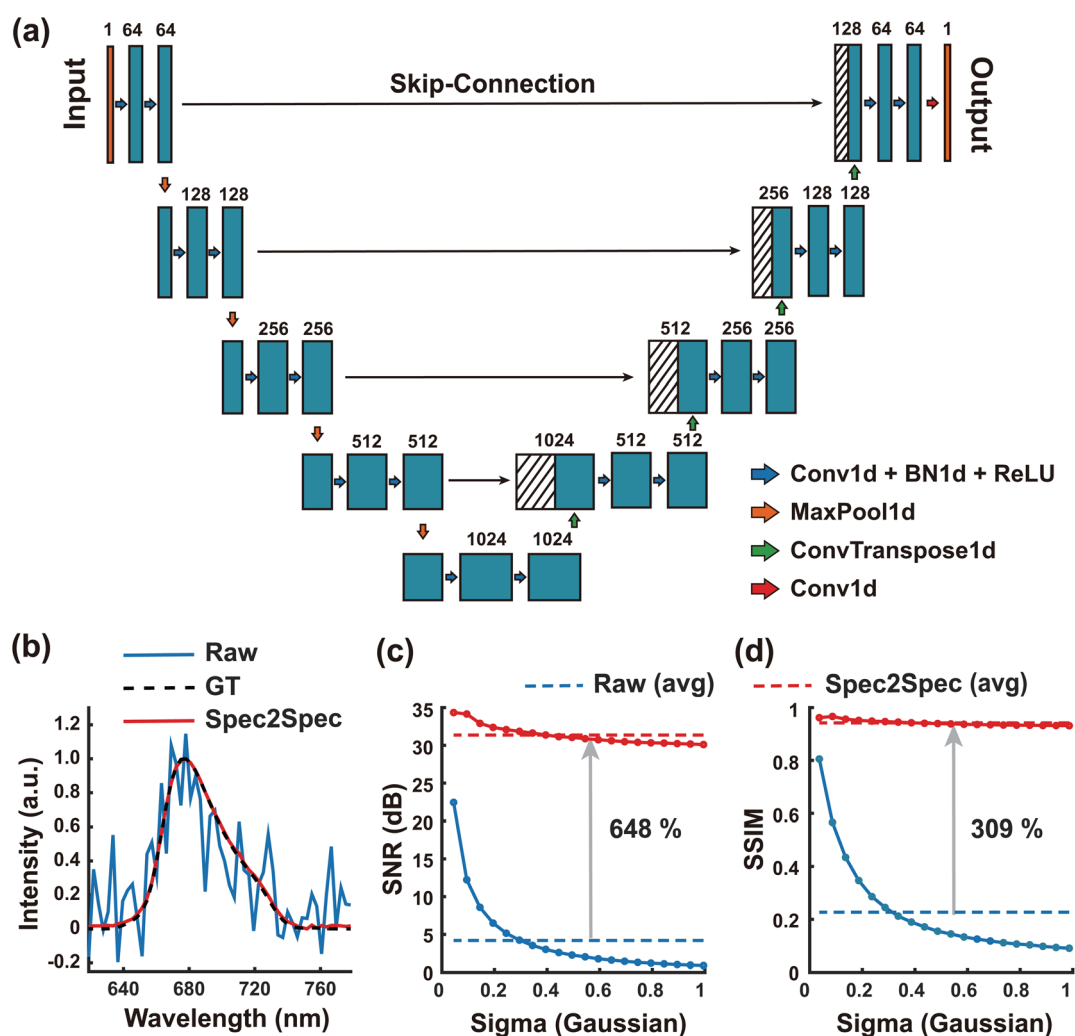 (a)
1 64 64
Skip-Connection
128 64 64 1
Input
Output
128 128
256 128 128
256 256
512 256 256
512 512
1024 512 512
1024 1024
Conv1d + BN1d + ReLU
MaxPool1d
ConvTranspose1d
Conv1d
(b)
Raw
GT
Spec2Spec
1.2
1.0
0.8
0.6
0.4
0.2
0
-0.2
Intensity (a.u.)
640 680 720 760
Wavelength (nm)
(c)
Raw (avg)
35
30
25
20
15
10
5
0
SNR (dB)
648 %
0 0.2 0.4 0.6 0.8 1
Sigma (Gaussian)
(d)
Spec2Spec (avg)
1
0.8
0.6
0.4
0.2
0
SSIM
309 %
0 0.2 0.4 0.6 0.8 1
Sigma (Gaussian)